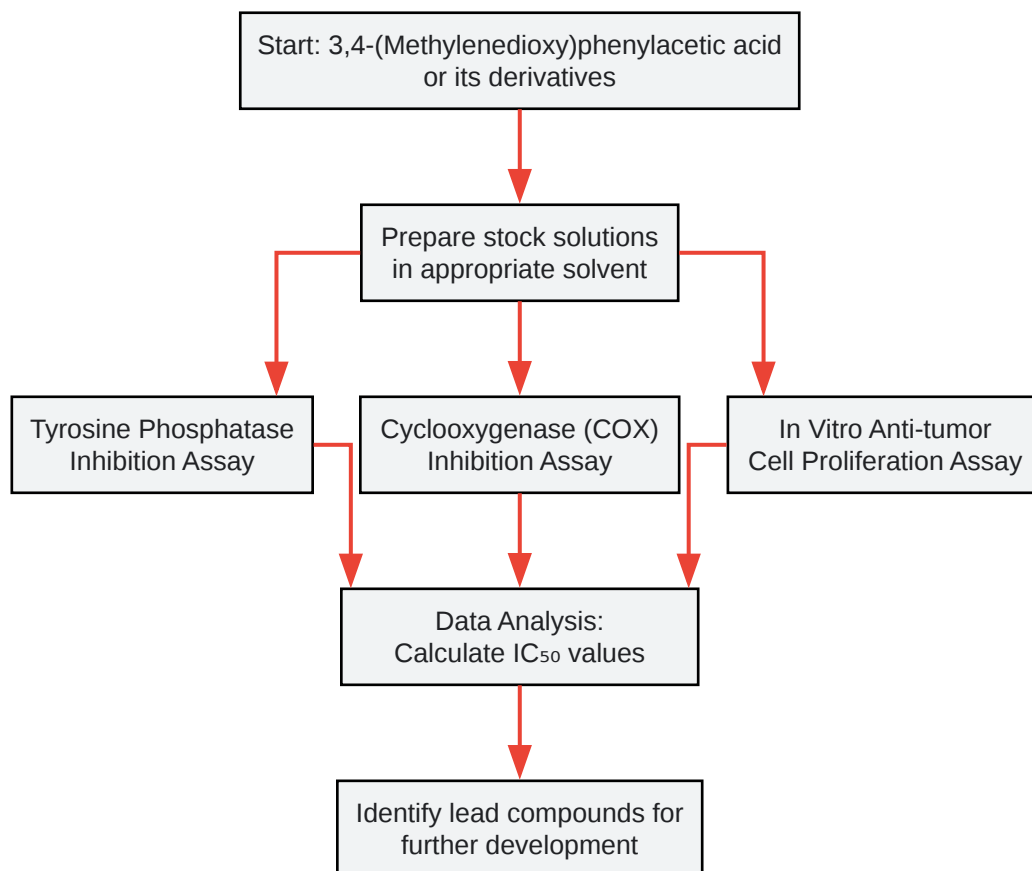 Start: 3,4-(Methylenedioxy)phenylacetic acid
or its derivatives
Prepare stock solutions
in appropriate solvent
Tyrosine Phosphatase
Inhibition Assay
Cyclooxygenase (COX)
Inhibition Assay
In Vitro Anti-tumor
Cell Proliferation Assay
Data Analysis:
Calculate IC₅₀ values
Identify lead compounds for
further development